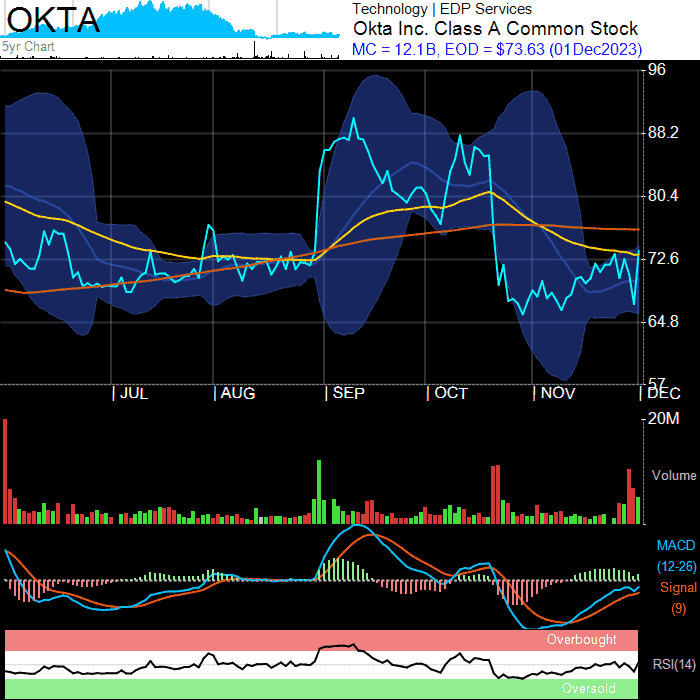 OKTA
5yr Chart
Technology | EDP Services
Okta Inc. Class A Common Stock
MC = 12.1B, EOD = $73.63 (01Dec2023)
96
88.2
80.4
72.6
64.8
57
| JUL | AUG | SEP | OCT | NOV | DEC
20M
Volume
MACD
(12-26)
Signal
(9)
Overbought
RSI(14)
Oversold